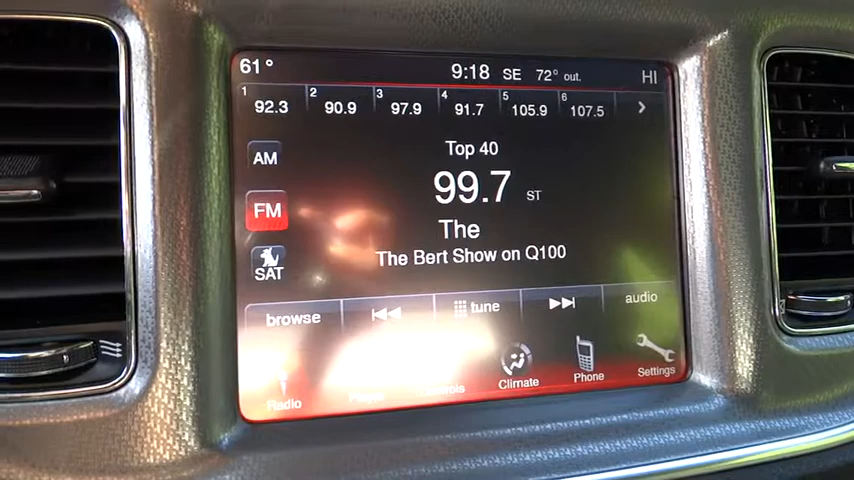 61° 9:18 SE 72° out. HI
1 92.3 2 90.9 3 97.9 4 91.7 5 105.9 6 107.5
Top 40
AM
99.7 ST
FM
The
The Bert Show on Q100
SAT
browse tune audio
Radio Climate Phone Settings